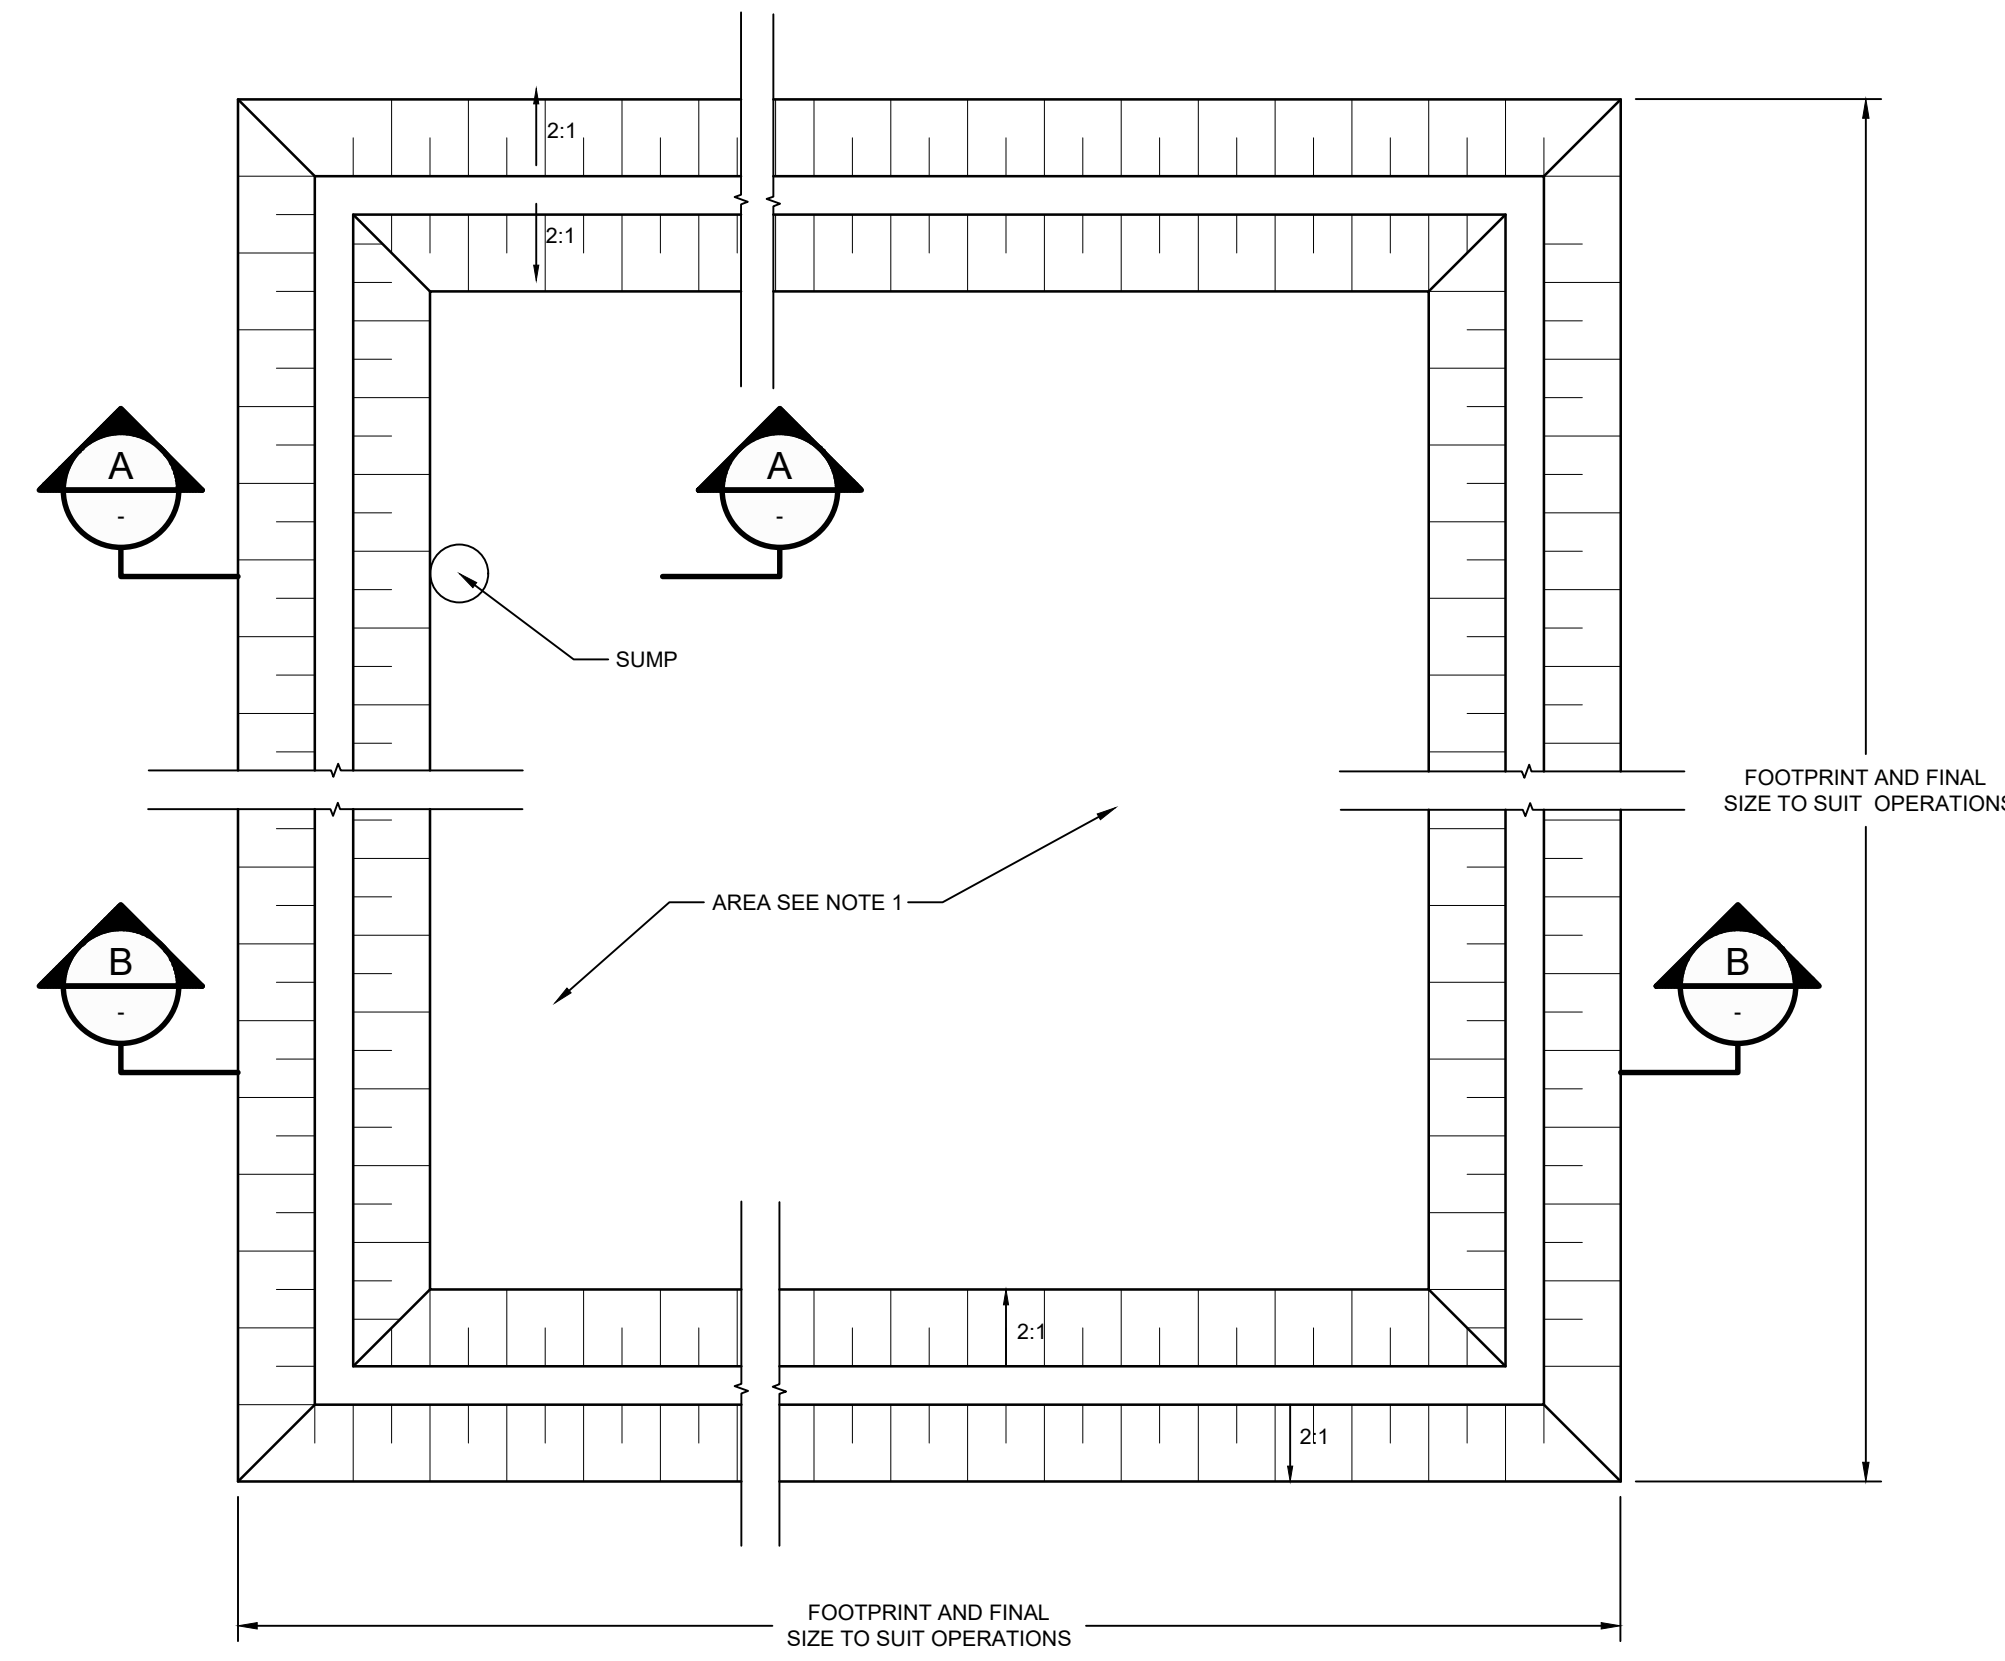 2:1
2:1
A
-
A
-
SUMP
FOOTPRINT AND FINAL
SIZE TO SUIT OPERATIONS
AREA SEE NOTE 1
B
-
B
-
2:1
2:1
FOOTPRINT AND FINAL
SIZE TO SUIT OPERATIONS